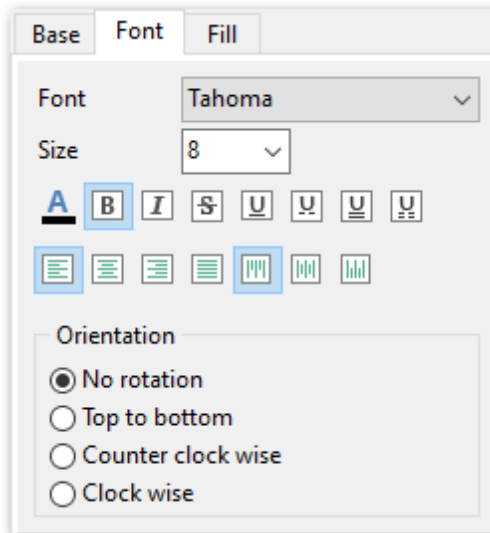 Base Font Fill
Font Tahoma
Size 8
A B I S U U U U
Orientation
No rotation
Top to bottom
Counter clock wise
Clock wise